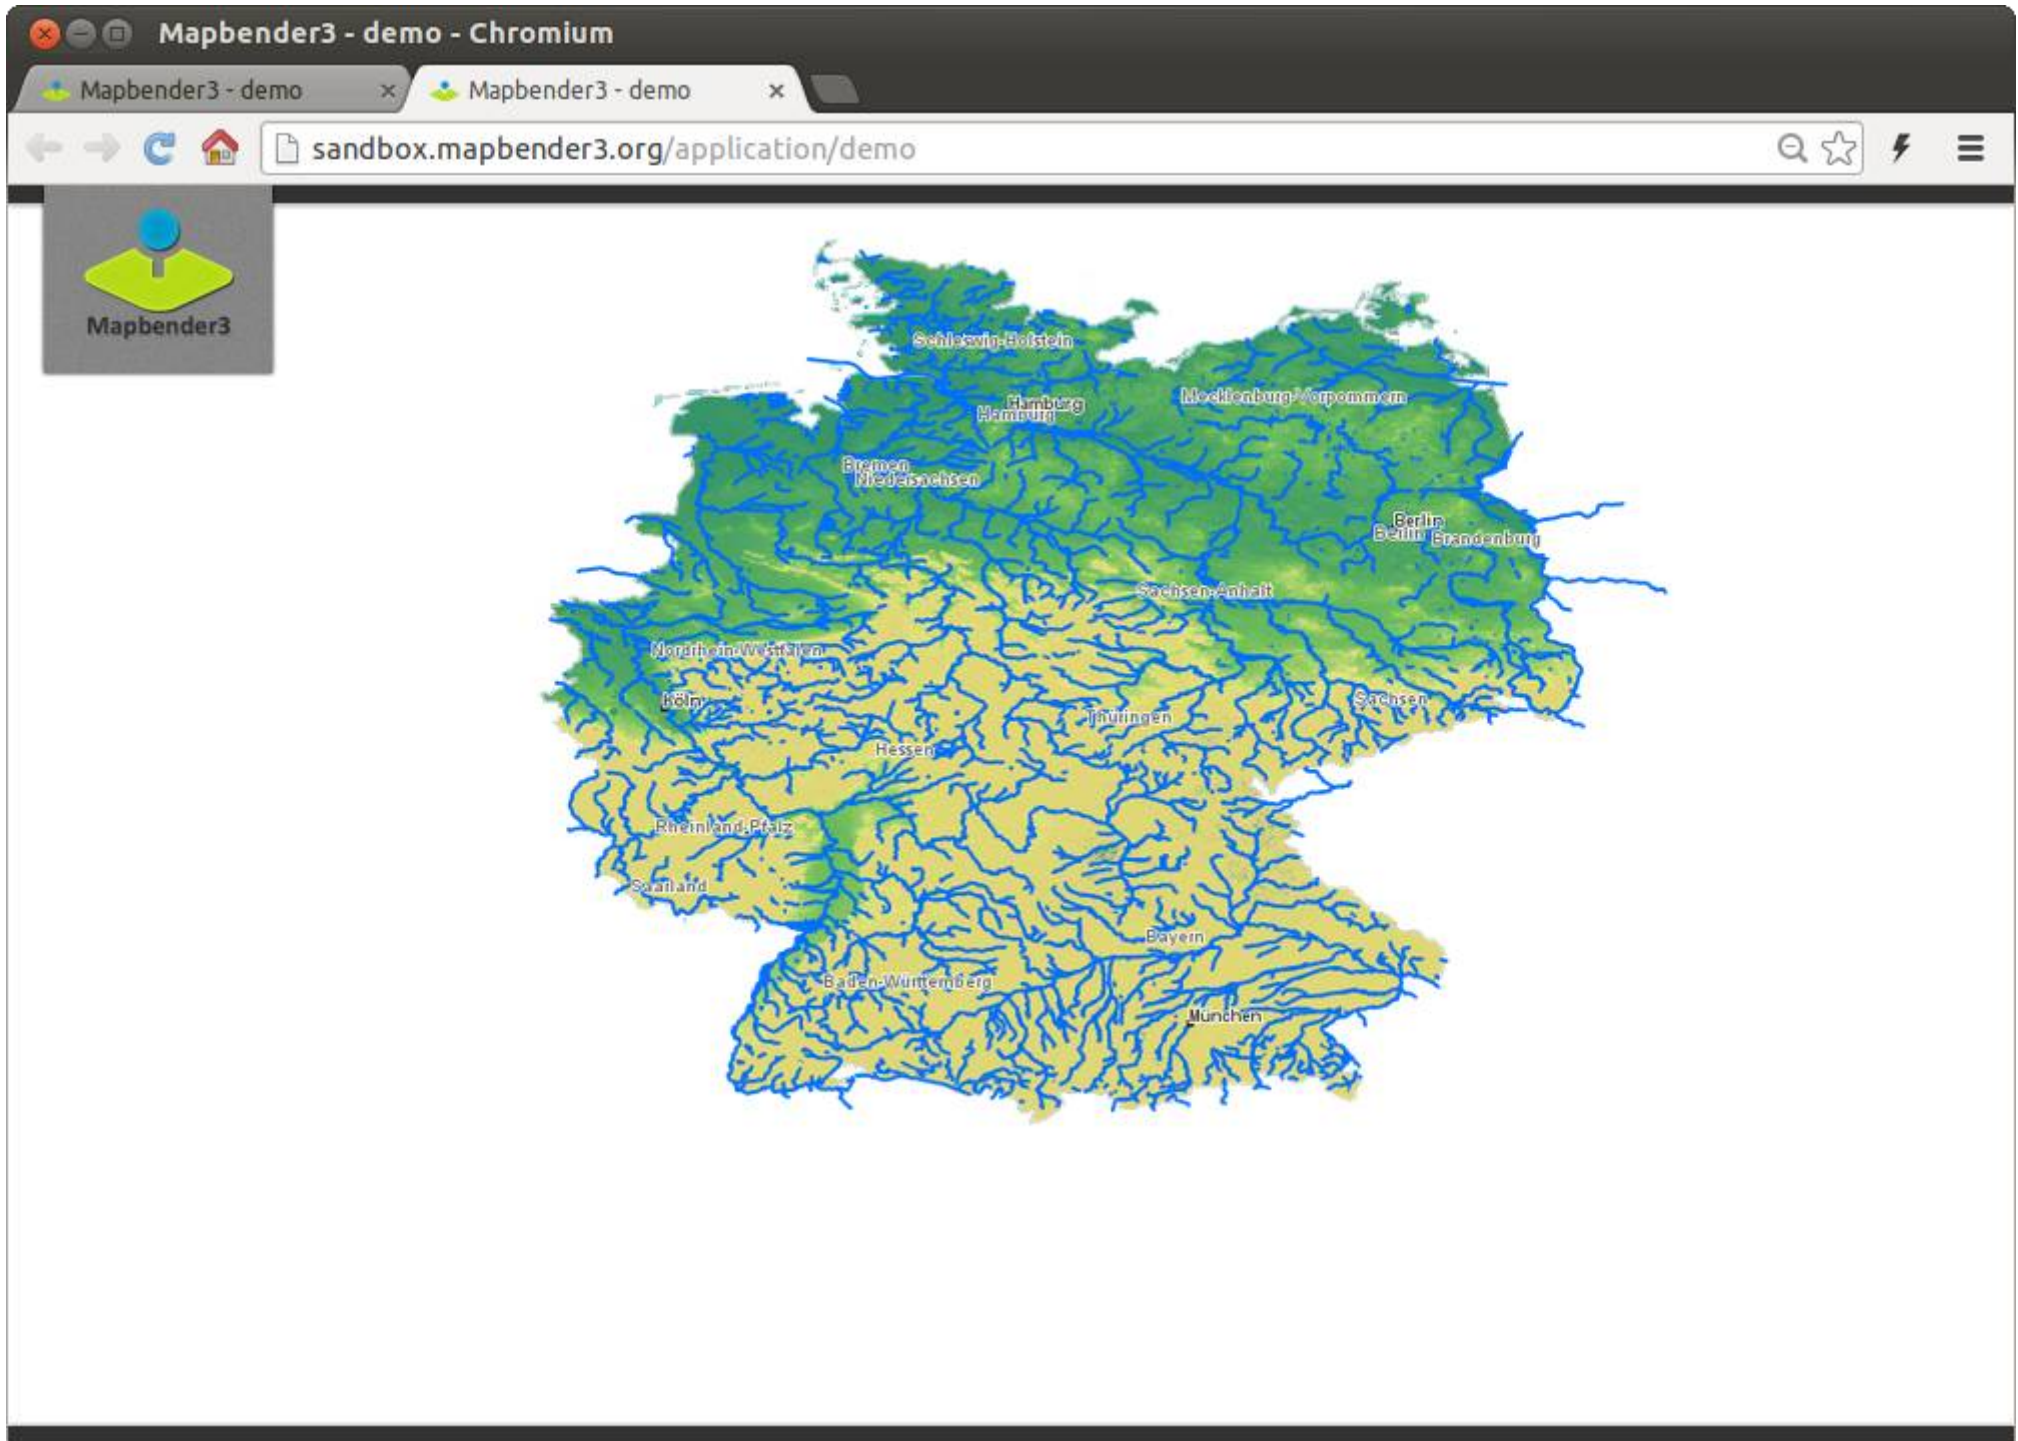 Mapbender3 - demo - Chromium
Mapbender3 - demo
Mapbender3 - demo
sandbox.mapbender3.org/application/demo
Mapbender3
Schleswig-Holstein
Mecklenburg-Vorpommern
Hamburg
Hamburg
Bremen
Niedersachsen
Berlin
Berlin
Brandenburg
Sachsen-Anhalt
Nordrhein-Westfalen
Köln
Sachsen
Thüringen
Hessen
Rheinland-Pfalz
Saarland
Bayern
Baden-Württemberg
München